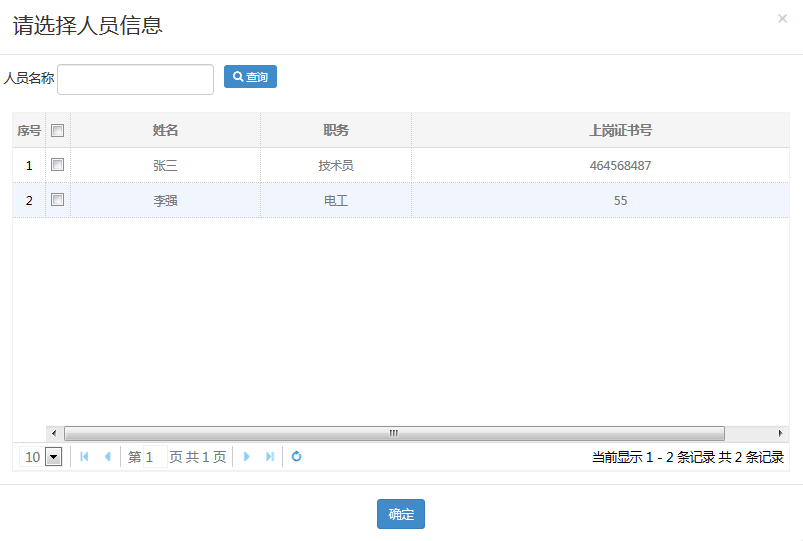 请选择人员信息 ×
人员名称 查询
序号 姓名 职务 上岗证书号
1 张三 技术员 464568487
2 李强 电工 55
10 第 1 页 共 1 页 当前显示 1 - 2 条记录 共 2 条记录
确定